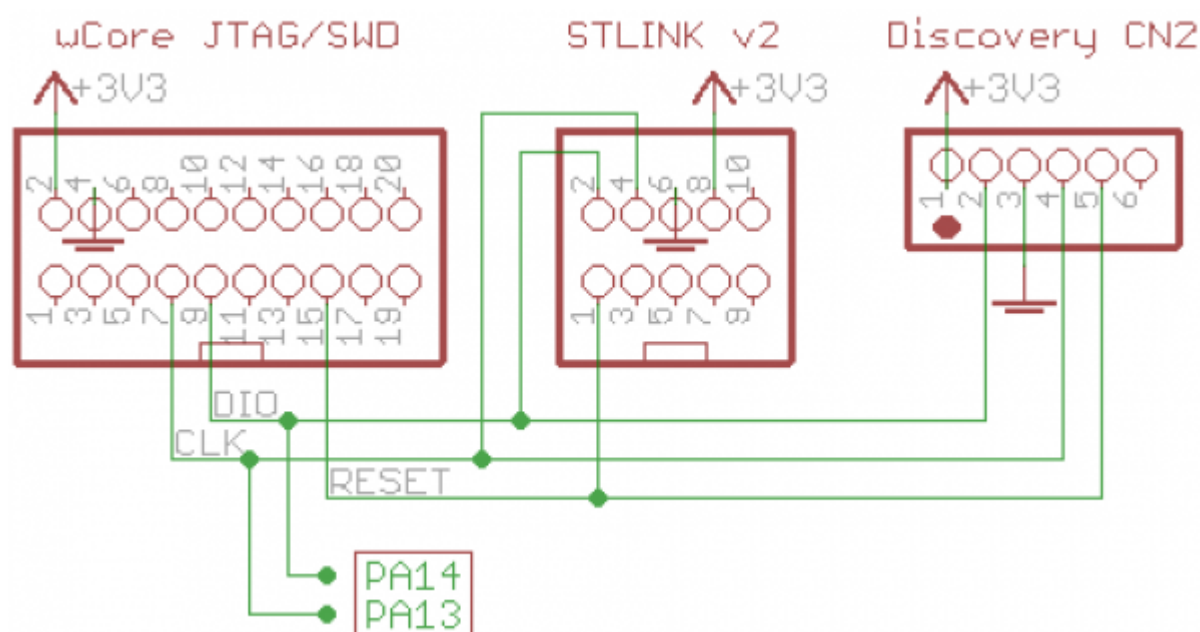 wCore JTAG/SWD STLINK v2 Discovery CN2
+3V3 +3V3 +3V3
2 4 6 8 10 12 14 16 18 20 2 4 6 8 10
1 2 3 4 5 6
1 3 5 7 9 11 13 15 17 19 1 3 5 7 9
DIO
CLK
RESET
PA14
PA13